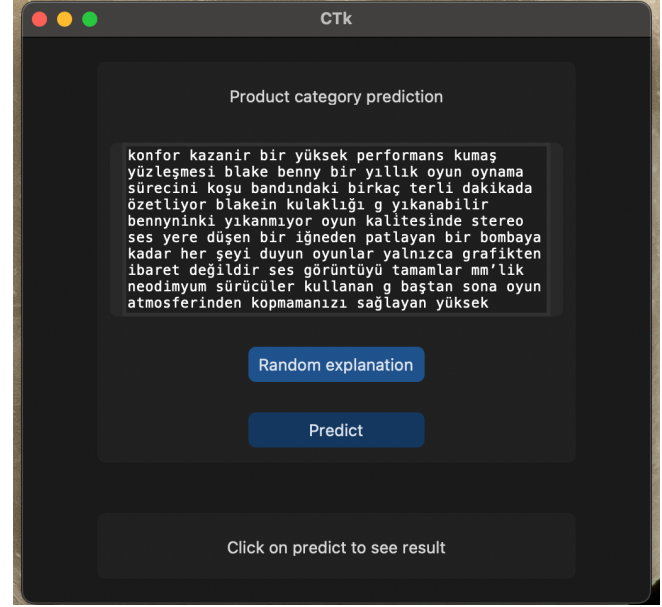 CTk
Product category prediction
konfor kazanir bir yüksek performans kumaş
yüzleşmesi blake benny bir yıllık oyun oynama
sürecini koşu bandındaki birkaç terli dakikada
özetliyor blakein kulaklığı g yıkanabilir
bennyninki yıkanmıyor oyun kalitesinde stereo
ses yere düşen bir iğneden patlayan bir bombaya
kadar her şeyi duyun oyunlar yalnızca grafikten
ibaret değildir ses görüntüyü tamamlar mm’lik
neodimyum sürücüler kullanan g baştan sona oyun
atmosferinden kopmamanızı sağlayan yüksek
Random explanation
Predict
Click on predict to see result